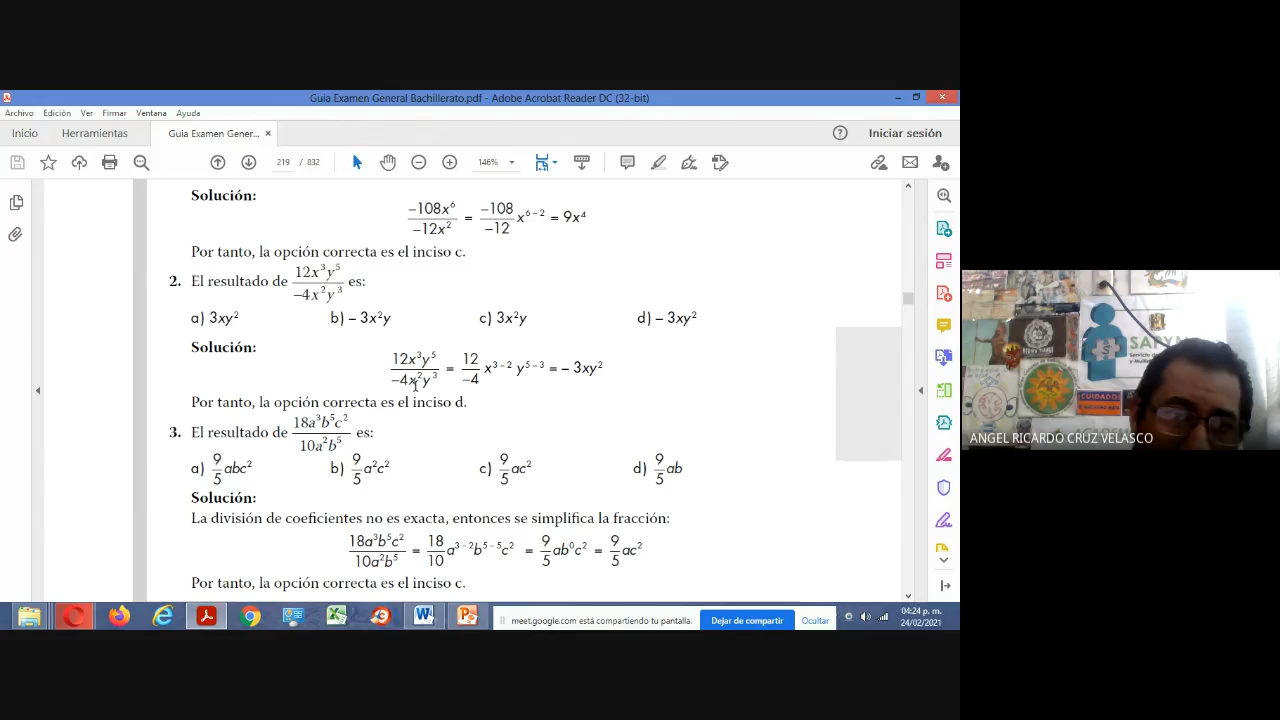 Guia Examen General Bachillerato.pdf - Adobe Acrobat Reader DC (32-bit)
Archivo Edición Ver Firmar Ventana Ayuda
Inicio Herramientas Guia Examen Gener... × Iniciar sesión
219 / 832 146%
Solución:
−108x⁶ / −12x² = −108 / −12 x⁶⁻² = 9x⁴
Por tanto, la opción correcta es el inciso c.
2. El resultado de 12x³y⁵ / −4x²y³ es:
a) 3xy² b) − 3x²y c) 3x²y d) − 3xy²
Solución:
12x³y⁵ / −4x²y³ = 12 / −4 x³⁻² y⁵⁻³ = − 3xy²
Por tanto, la opción correcta es el inciso d.
3. El resultado de 18a³b⁵c² / 10a²b⁵ es:
a) 9/5 abc² b) 9/5 a²c² c) 9/5 ac² d) 9/5 ab
Solución:
La división de coeficientes no es exacta, entonces se simplifica la fracción:
18a³b⁵c² / 10a²b⁵ = 18/10 a³⁻²b⁵⁻⁵c² = 9/5 ab⁰c² = 9/5 ac²
Por tanto, la opción correcta es el inciso c.
meet.google.com está compartiendo tu pantalla. Dejar de compartir Ocultar
04:24 p. m.
24/02/2021
¡CUIDADO!
ANGEL RICARDO CRUZ VELASCO